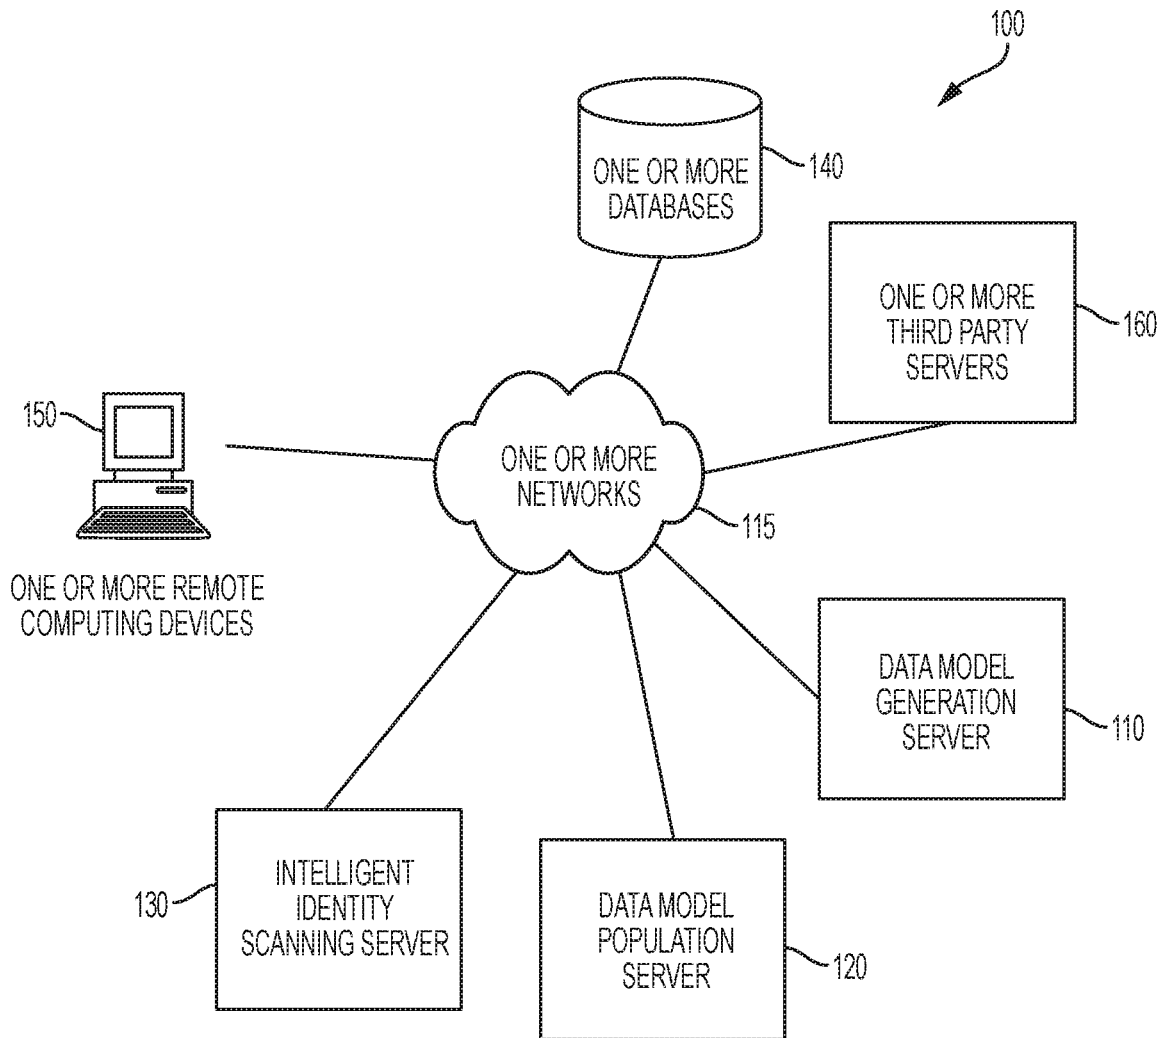 100
ONE OR MORE
DATABASES
140
ONE OR MORE
THIRD PARTY
SERVERS
160
150
ONE OR MORE REMOTE
COMPUTING DEVICES
ONE OR MORE
NETWORKS
115
DATA MODEL
GENERATION
SERVER
110
130
INTELLIGENT
IDENTITY
SCANNING SERVER
DATA MODEL
POPULATION
SERVER
120